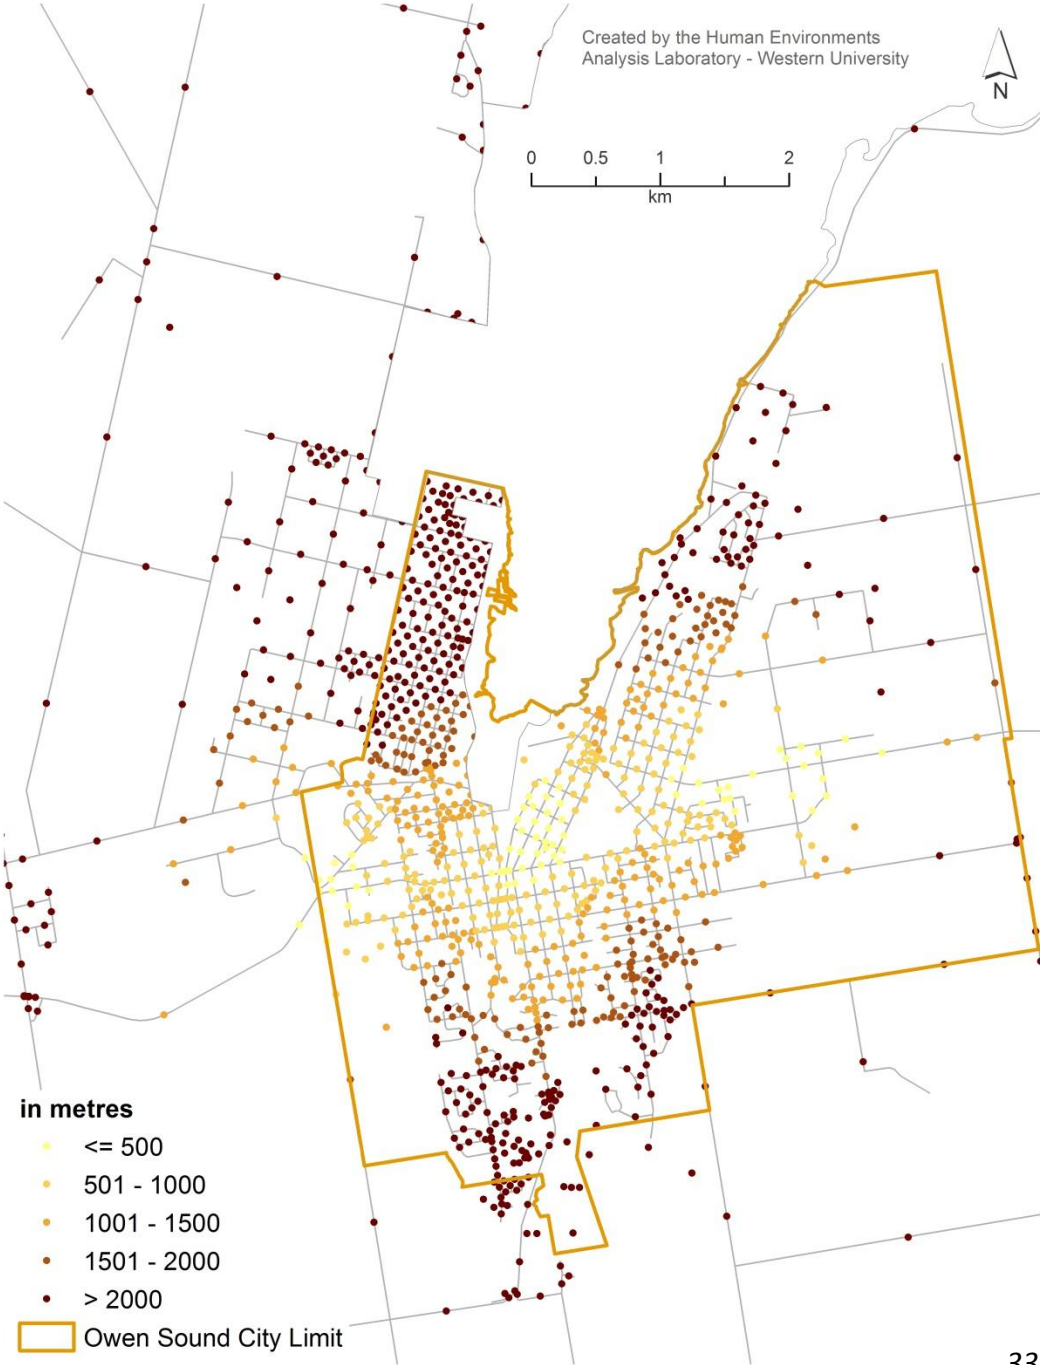 Created by the Human Environments
Analysis Laboratory - Western University
N
0 0.5 1 2
km
in metres
<= 500
501 - 1000
1001 - 1500
1501 - 2000
> 2000
Owen Sound City Limit
33